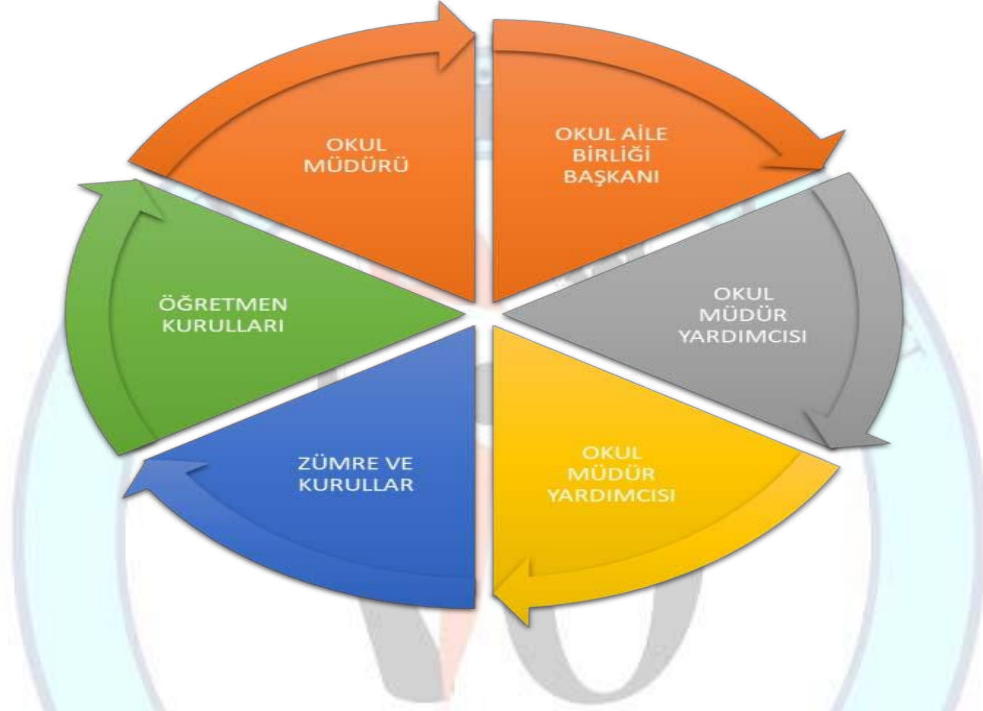 OKUL
MÜDÜRÜ
OKUL AİLE
BİRLİĞİ
BAŞKANI
OKUL
MÜDÜR
YARDIMCISI
OKUL
MÜDÜR
YARDIMCISI
ZÜMRE VE
KURULLAR
ÖĞRETMEN
KURULLARI